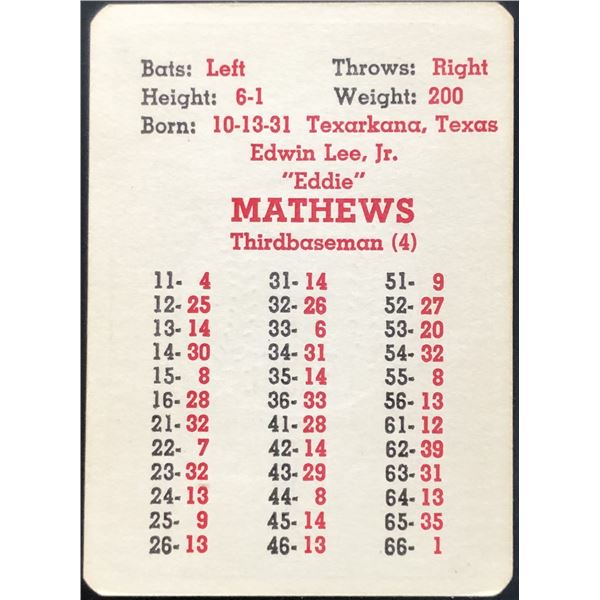 Bats: Left Throws: Right
Height: 6-1 Weight: 200
Born: 10-13-31 Texarkana, Texas
Edwin Lee, Jr.
"Eddie"
MATHEWS
Thirdbaseman (4)
11- 4 31- 14 51- 9
12- 25 32- 26 52- 27
13- 14 33- 6 53- 20
14- 30 34- 31 54- 32
15- 8 35- 14 55- 8
16- 28 36- 33 56- 13
21- 32 41- 28 61- 12
22- 7 42- 14 62- 39
23- 32 43- 29 63- 31
24- 13 44- 8 64- 13
25- 9 45- 14 65- 35
26- 13 46- 13 66- 1